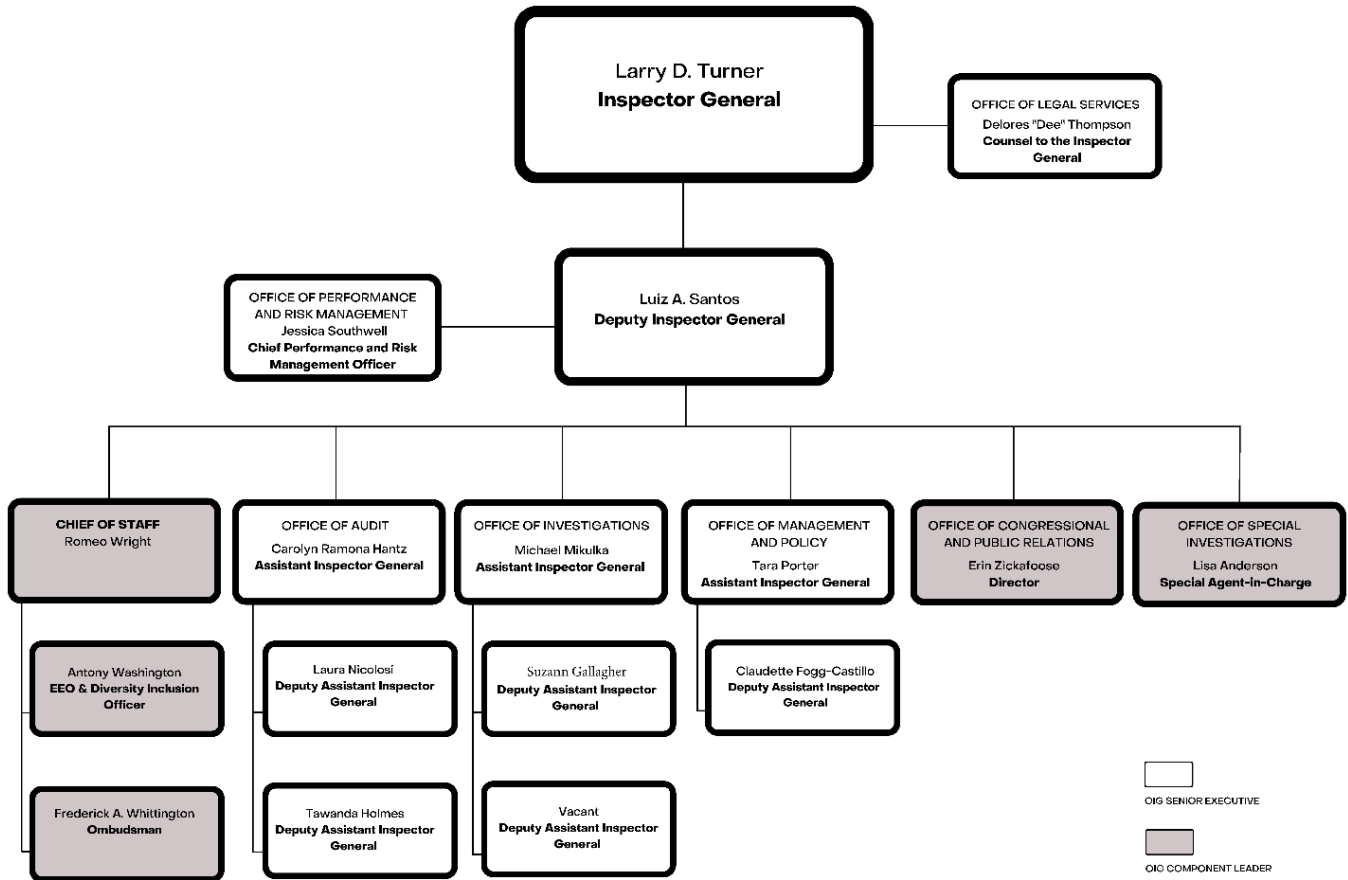 Larry D. Turner
Inspector General
OFFICE OF LEGAL SERVICES
Delores "Dee" Thompson
Counsel to the Inspector
General
Luiz A. Santos
Deputy Inspector General
OFFICE OF PERFORMANCE
AND RISK MANAGEMENT
Jessica Southwell
Chief Performance and Risk
Management Officer
CHIEF OF STAFF
Romeo Wright
OFFICE OF AUDIT
Carolyn Ramona Hantz
Assistant Inspector General
OFFICE OF INVESTIGATIONS
Michael Mikulka
Assistant Inspector General
OFFICE OF MANAGEMENT
AND POLICY
Tara Porter
Assistant Inspector General
OFFICE OF CONGRESSIONAL
AND PUBLIC RELATIONS
Erin Zickafoose
Director
OFFICE OF SPECIAL
INVESTIGATIONS
Lisa Anderson
Special Agent-in-Charge
Antony Washington
EEO & Diversity Inclusion
Officer
Laura Nicolosí
Deputy Assistant Inspector
General
Suzann Gallagher
Deputy Assistant Inspector
General
Claudette Fogg-Castillo
Deputy Assistant Inspector
General
Frederick A. Whittington
Ombudsman
Tawanda Holmes
Deputy Assistant Inspector
General
Vacant
Deputy Assistant Inspector
General
OIG SENIOR EXECUTIVE
OIG COMPONENT LEADER